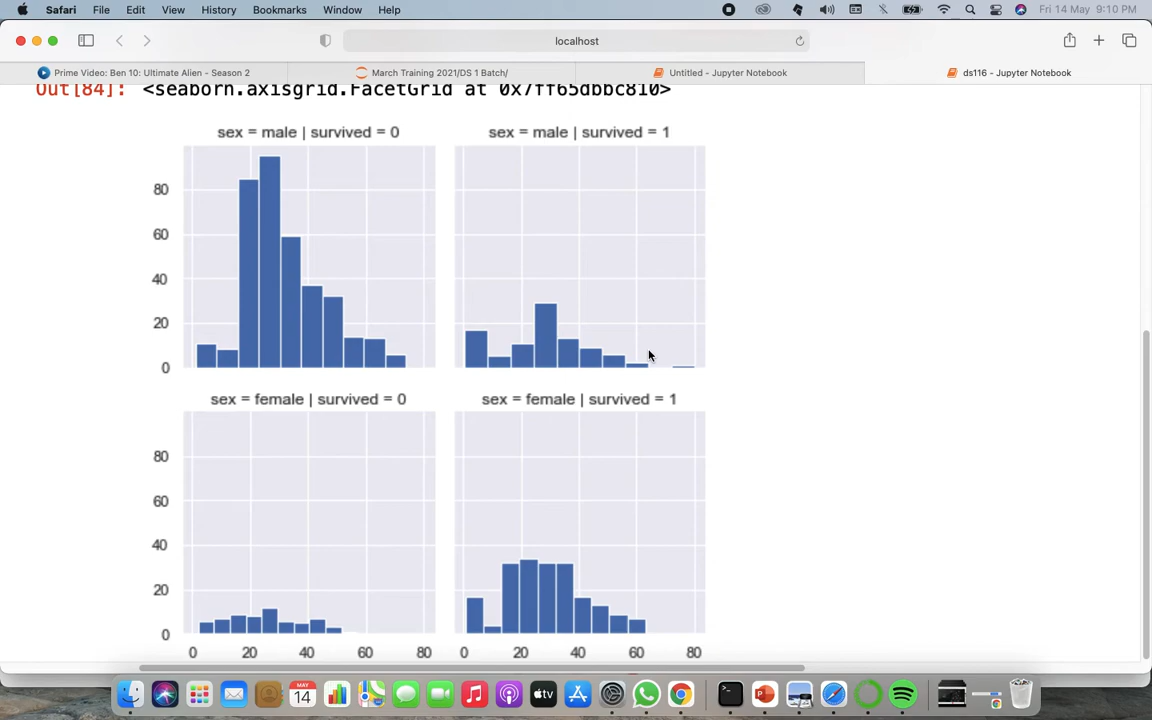 Safari File Edit View History Bookmarks Window Help Fri 14 May 9:10 PM
localhost
Prime Video: Ben 10: Ultimate Alien - Season 2 March Training 2021/DS 1 Batch/ Untitled - Jupyter Notebook ds116 - Jupyter Notebook
Out[84]: <seaborn.axisgrid.FacetGrid at 0x7ff65dbbc810>
sex = male | survived = 0 sex = male | survived = 1
80
60
40
20
0
sex = female | survived = 0 sex = female | survived = 1
80
60
40
20
0
0 20 40 60 80 0 20 40 60 80
MAY
14
tv